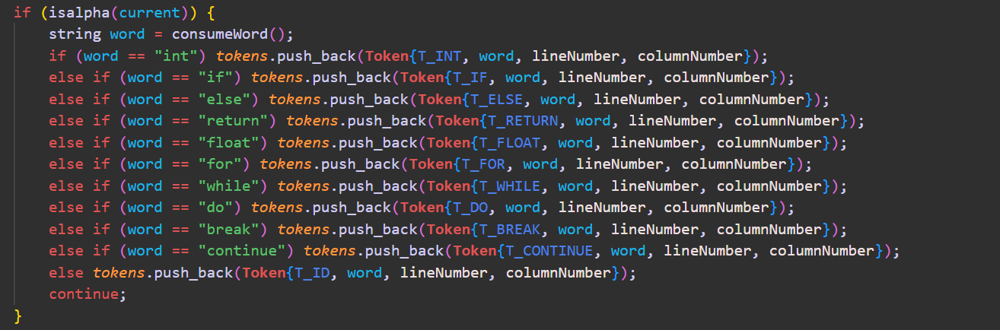 if (isalpha(current)) {
    string word = consumeWord();
    if (word == "int") tokens.push_back(Token{T_INT, word, lineNumber, columnNumber});
    else if (word == "if") tokens.push_back(Token{T_IF, word, lineNumber, columnNumber});
    else if (word == "else") tokens.push_back(Token{T_ELSE, word, lineNumber, columnNumber});
    else if (word == "return") tokens.push_back(Token{T_RETURN, word, lineNumber, columnNumber});
    else if (word == "float") tokens.push_back(Token{T_FLOAT, word, lineNumber, columnNumber});
    else if (word == "for") tokens.push_back(Token{T_FOR, word, lineNumber, columnNumber});
    else if (word == "while") tokens.push_back(Token{T_WHILE, word, lineNumber, columnNumber});
    else if (word == "do") tokens.push_back(Token{T_DO, word, lineNumber, columnNumber});
    else if (word == "break") tokens.push_back(Token{T_BREAK, word, lineNumber, columnNumber});
    else if (word == "continue") tokens.push_back(Token{T_CONTINUE, word, lineNumber, columnNumber});
    else tokens.push_back(Token{T_ID, word, lineNumber, columnNumber});
    continue;
}